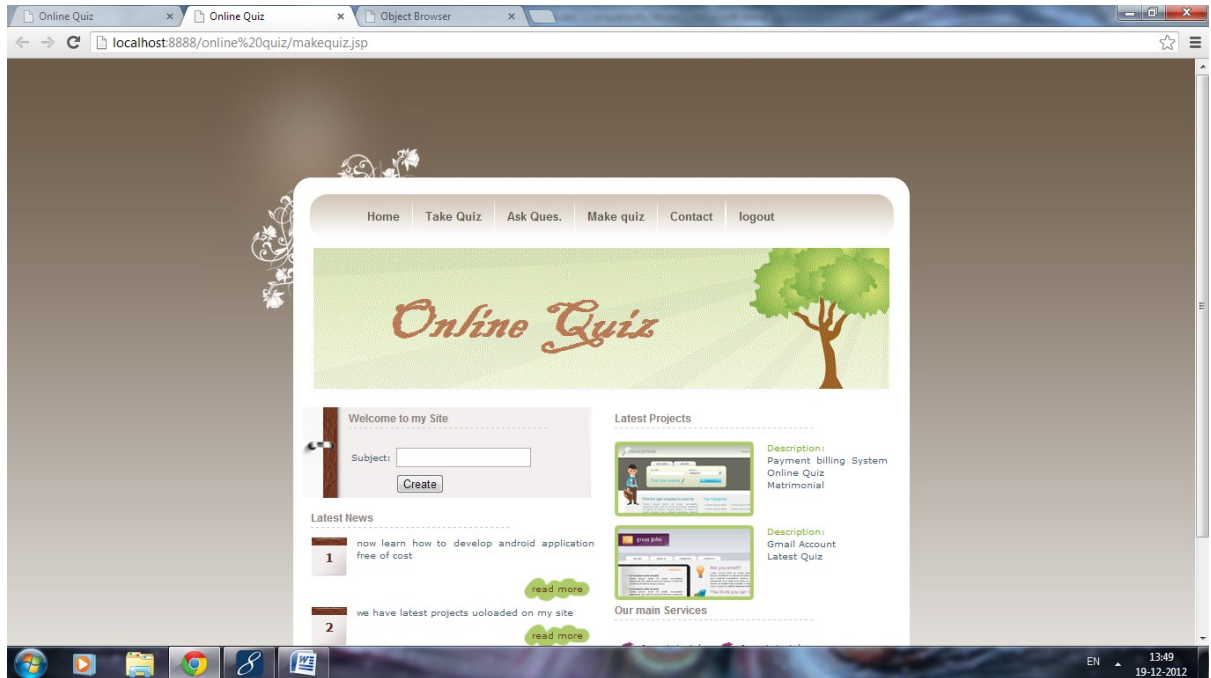 Online Quiz
Online Quiz
Object Browser
localhost:8888/online%20quiz/makequiz.jsp
Home Take Quiz Ask Ques. Make quiz Contact logout
Online Quiz
Welcome to my Site
Subject:
Create
Latest News
1
now learn how to develop android application
free of cost
read more
2
we have latest projects uoloaded on my site
read more
Latest Projects
Description:
Payment billing System
Online Quiz
Matrimonial
great jobs
Description:
Gmail Account
Latest Quiz
Our main Services
EN
13:49
19-12-2012